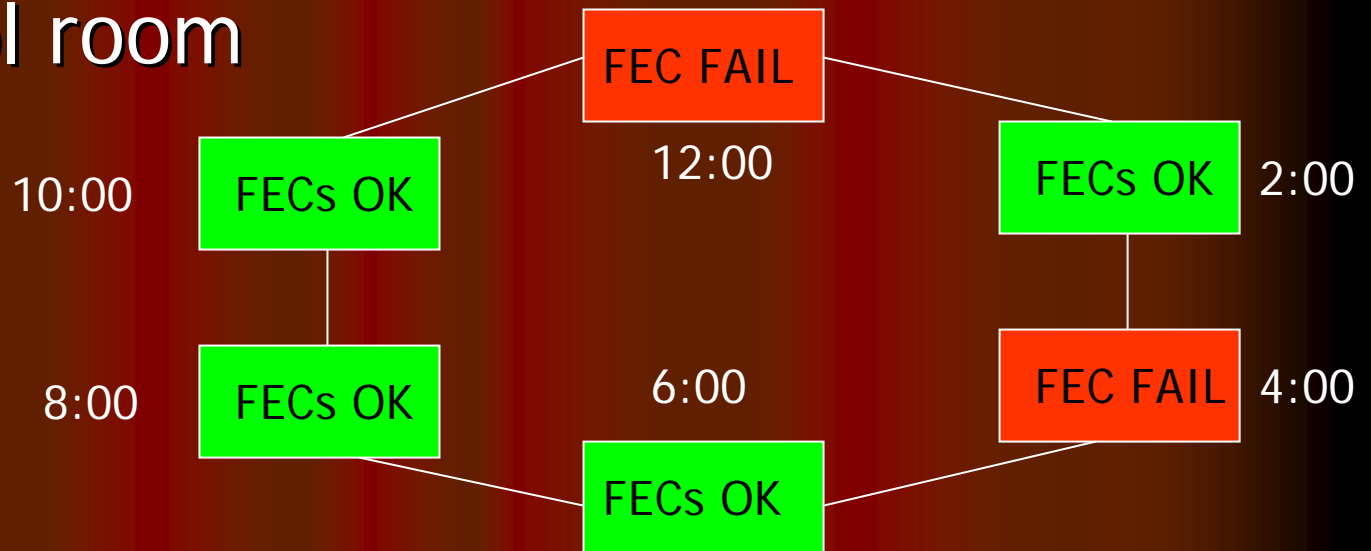 room
FEC FAIL
12:00
10:00
FECs OK
FECs OK
2:00
8:00
FECs OK
6:00
FEC FAIL
4:00
FECs OK